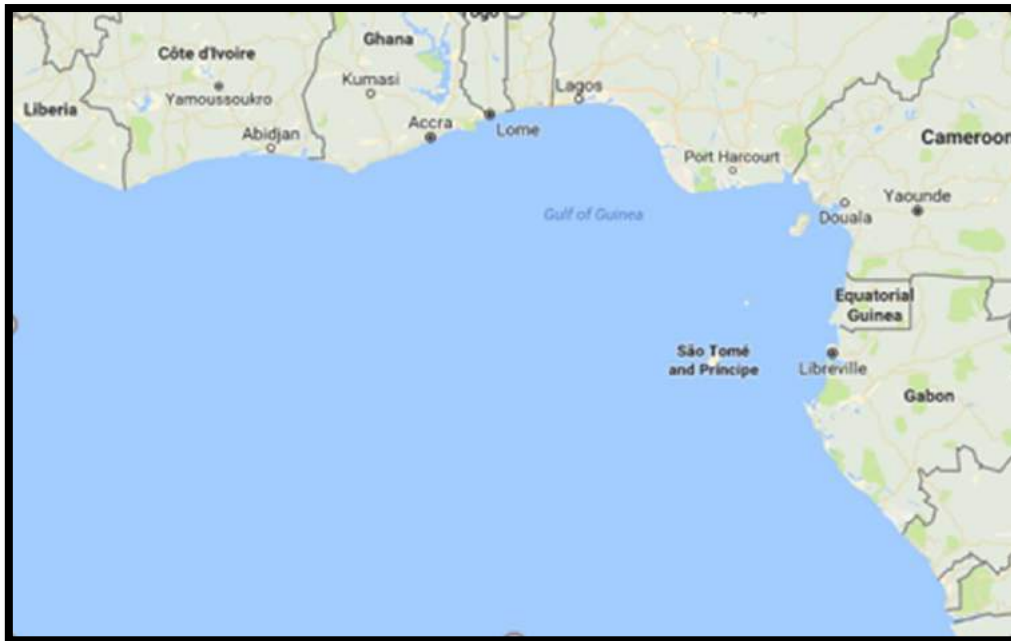 Togo
Ghana
Côte d'Ivoire
Kumasi
Lagos
Yamoussoukro
Liberia
Accra
Lome
Abidjan
Cameroon
Port Harcourt
Yaounde
Gulf of Guinea
Douala
Equatorial
Guinea
São Tomé
and Príncipe
Libreville
Gabon